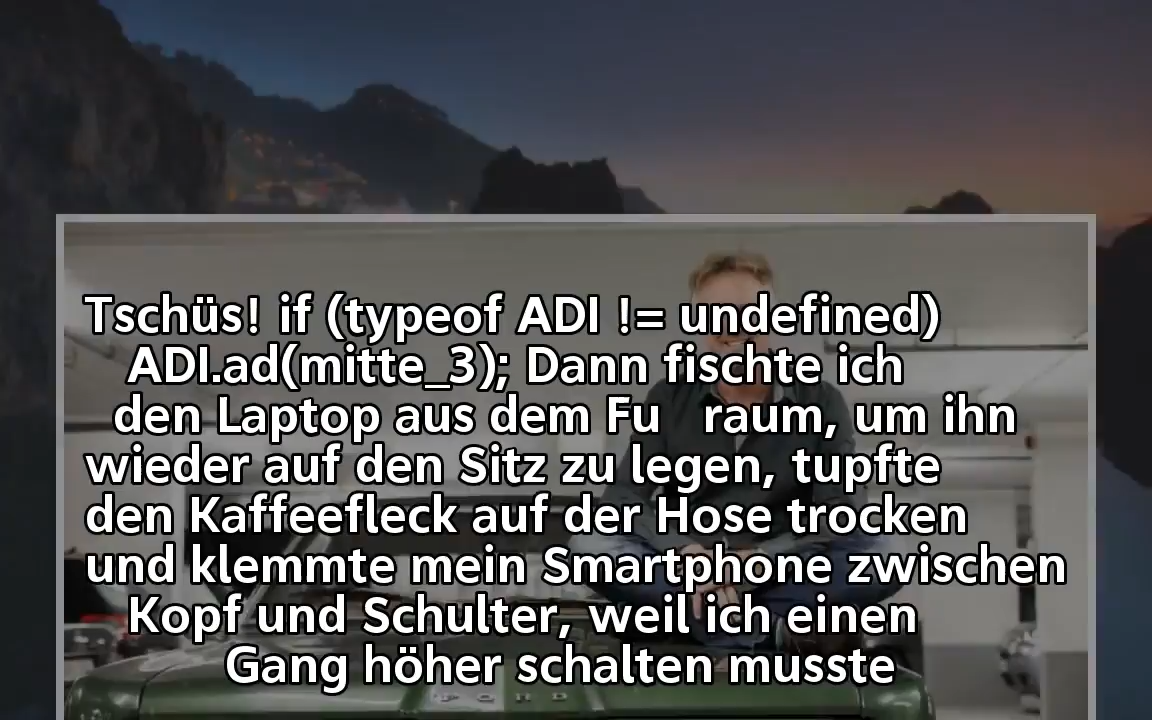 Tschüs! if (typeof ADI != undefined)
ADI.ad(mitte_3); Dann fischte ich
den Laptop aus dem Fu raum, um ihn
wieder auf den Sitz zu legen, tupfte
den Kaffeefleck auf der Hose trocken
und klemmte mein Smartphone zwischen
Kopf und Schulter, weil ich einen
Gang höher schalten musste
FORD